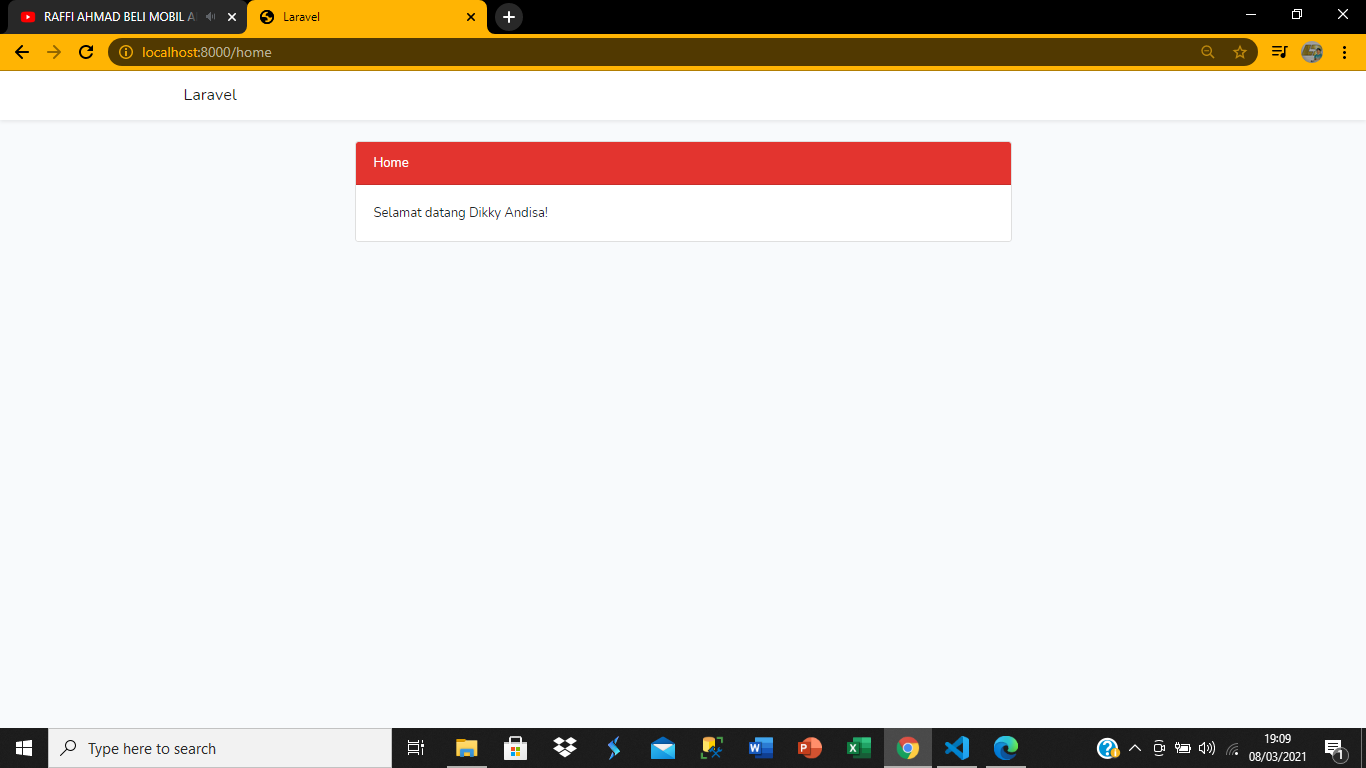 RAFFI AHMAD BELI MOBIL
Laravel
localhost:8000/home
Laravel
Home
Selamat datang Dikky Andisa!
Type here to search
19:09
08/03/2021
1